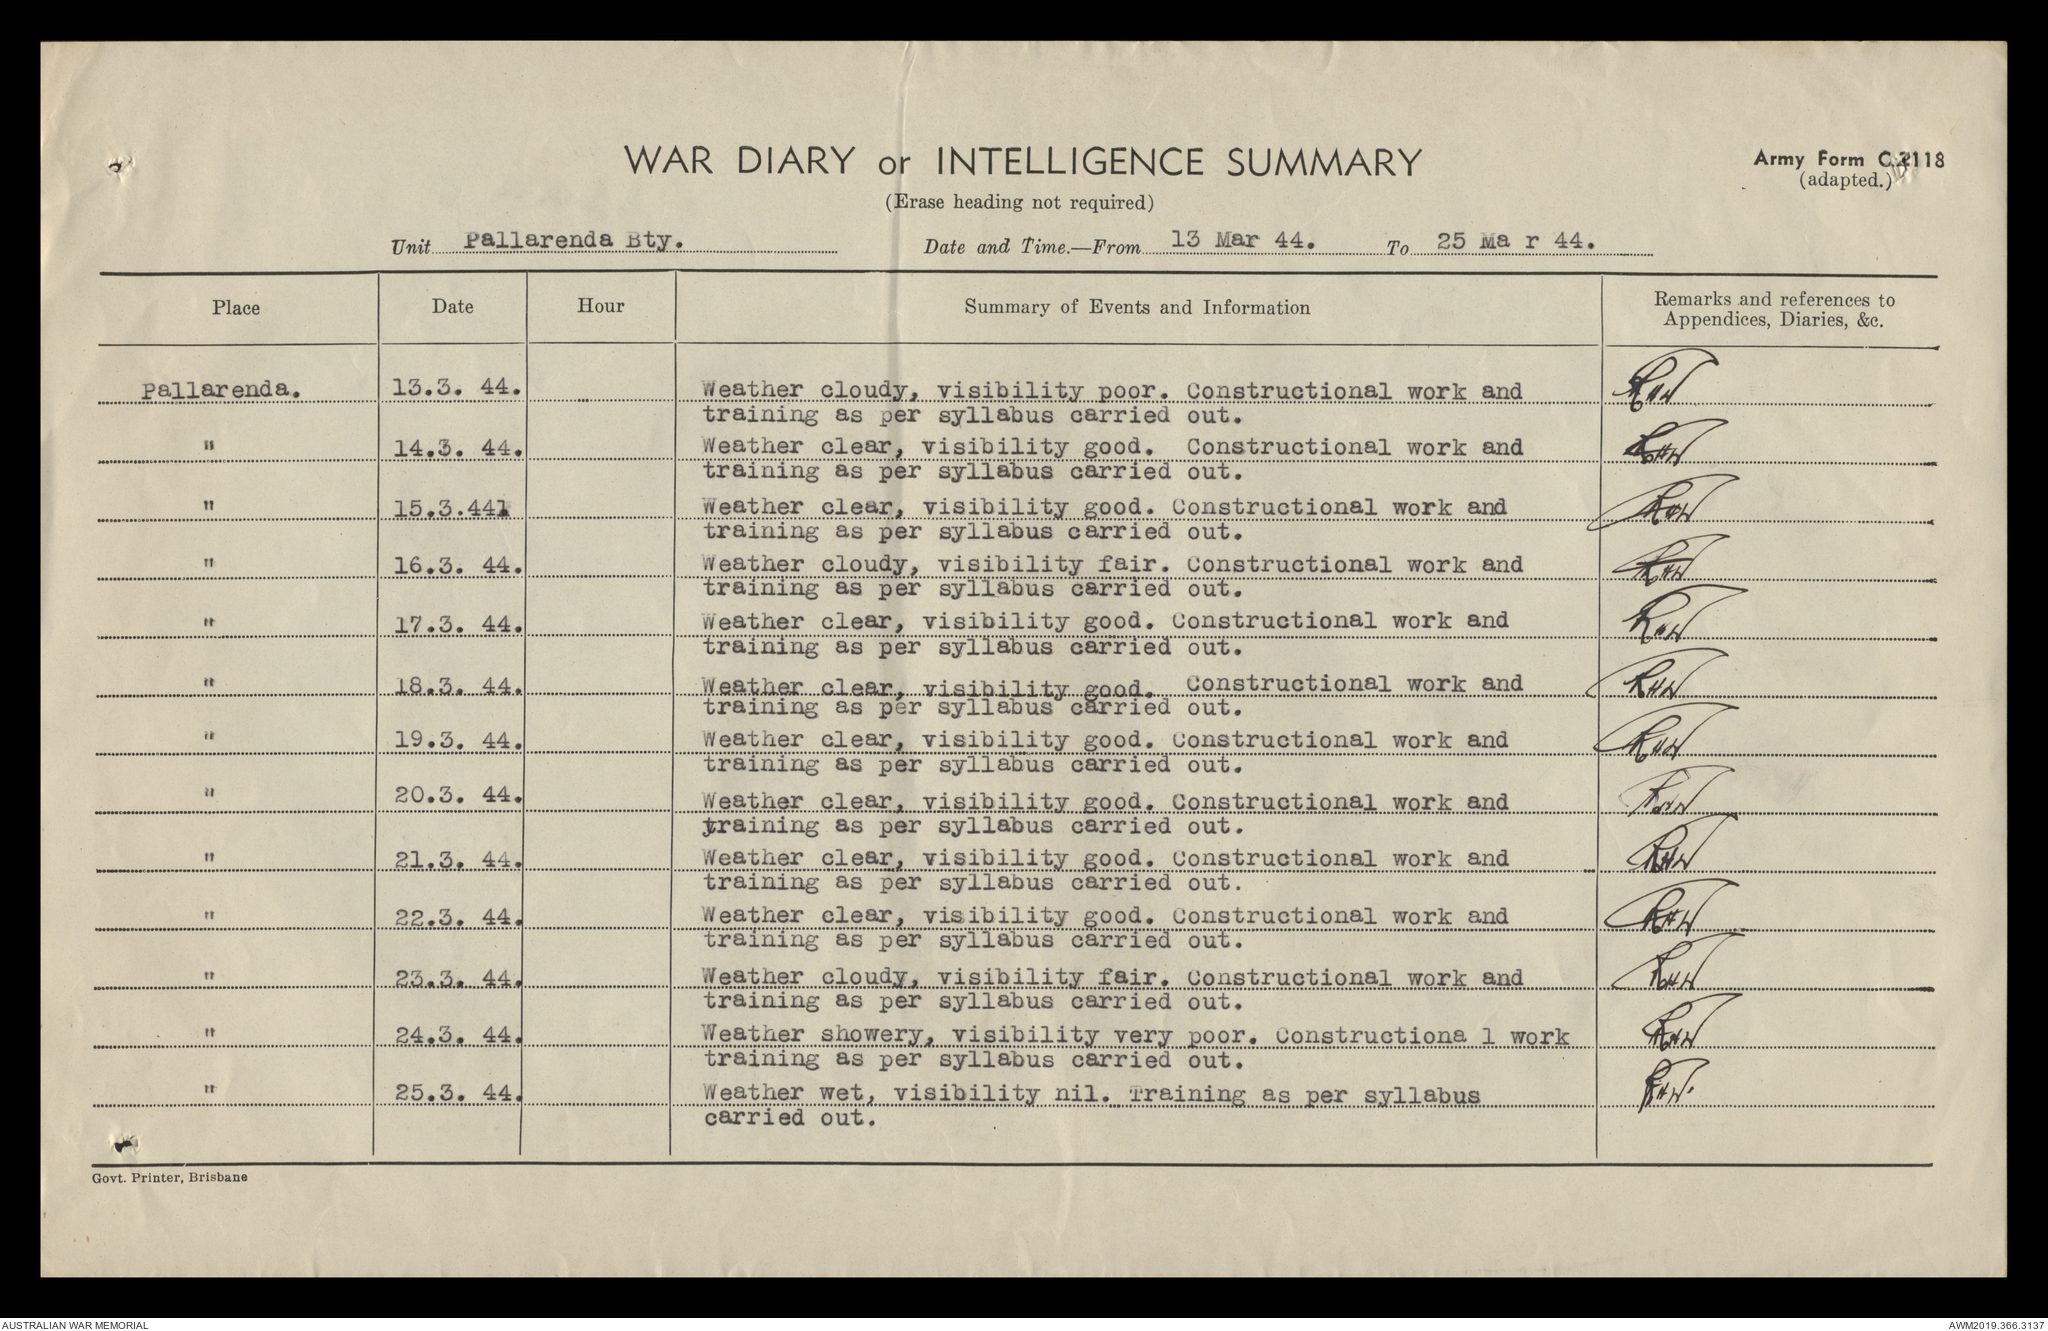 WAR DIARY or INTELLIGENCE SUMMARY
Army Form C.2118
(adapted.)
(Erase heading not required)
Unit Pallarenda Bty. Date and Time.—From 13 Mar 44. To 25 Ma r 44.
Place Date Hour Summary of Events and Information Remarks and references to
Appendices, Diaries, &c.
Pallarenda. 13.3. 44. Weather cloudy, visibility poor. Constructional work and RHW
training as per syllabus carried out.
" 14.3. 44. Weather clear, visibility good. Constructional work and RHW
training as per syllabus carried out.
" 15.3.441 Weather clear, visibility good. Constructional work and RHW
training as per syllabus carried out.
" 16.3. 44. Weather cloudy, visibility fair. Constructional work and RHW
training as per syllabus carried out.
" 17.3. 44. Weather clear, visibility good. Constructional work and RHW
training as per syllabus carried out.
" 18.3. 44. Weather clear, visibility good. Constructional work and RHW
training as per syllabus carried out.
" 19.3. 44. Weather clear, visibility good. Constructional work and RHW
training as per syllabus carried out.
" 20.3. 44. Weather clear, visibility good. Constructional work and RHW
training as per syllabus carried out.
" 21.3. 44. Weather clear, visibility good. Constructional work and RHW
training as per syllabus carried out.
" 22.3. 44. Weather clear, visibility good. Constructional work and RHW
training as per syllabus carried out.
" 23.3. 44. Weather cloudy, visibility fair. Constructional work and RHW
training as per syllabus carried out.
" 24.3. 44. Weather showery, visibility very poor. Constructiona l work RHW
training as per syllabus carried out.
" 25.3. 44. Weather wet, visibility nil. Training as per syllabus RHW.
carried out.
Govt. Printer, Brisbane
AUSTRALIAN WAR MEMORIAL AWM2019.366.3137